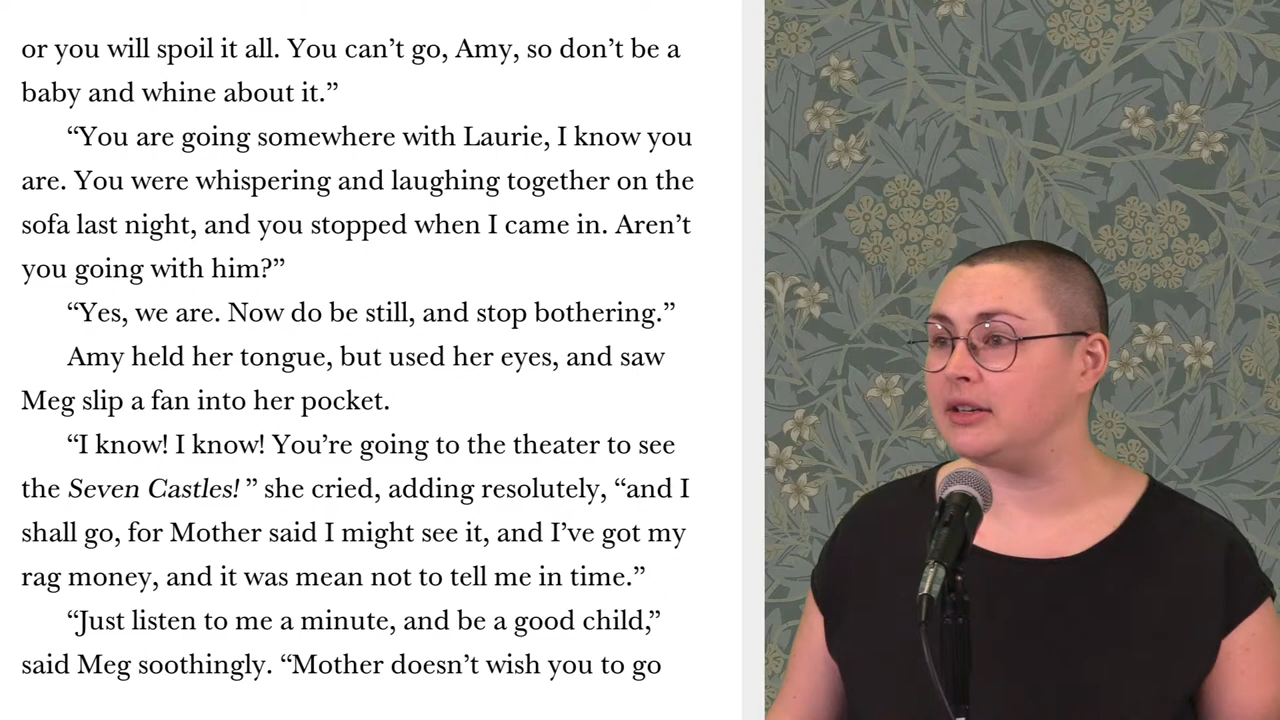 or you will spoil it all. You can’t go, Amy, so don’t be a
baby and whine about it.”
“You are going somewhere with Laurie, I know you
are. You were whispering and laughing together on the
sofa last night, and you stopped when I came in. Aren’t
you going with him?”
“Yes, we are. Now do be still, and stop bothering.”
Amy held her tongue, but used her eyes, and saw
Meg slip a fan into her pocket.
“I know! I know! You’re going to the theater to see
the Seven Castles!” she cried, adding resolutely, “and I
shall go, for Mother said I might see it, and I’ve got my
rag money, and it was mean not to tell me in time.”
“Just listen to me a minute, and be a good child,”
said Meg soothingly. “Mother doesn’t wish you to go